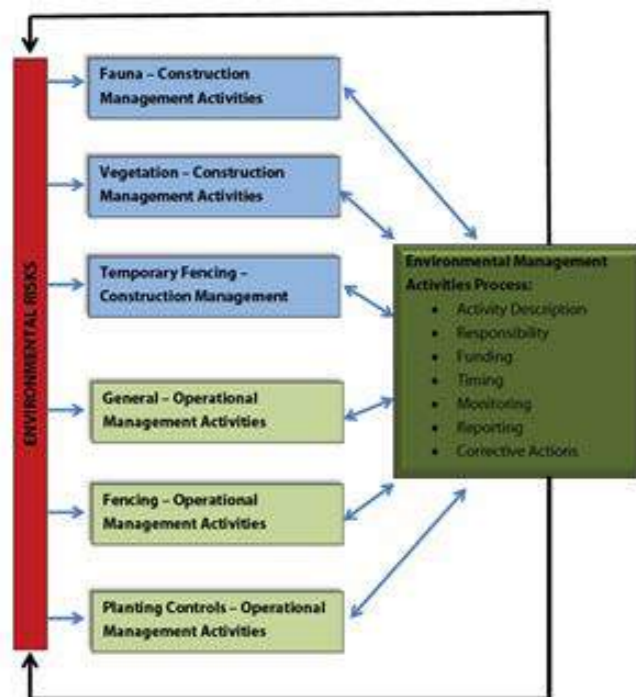 ENVIRONMENTAL RISKS
Fauna – Construction
Management Activities
Vegetation – Construction
Management Activities
Temporary Fencing –
Construction Management
General – Operational
Management Activities
Fencing – Operational
Management Activities
Planting Controls – Operational
Management Activities
Environmental Management
Activities Process:
• Activity Description
• Responsibility
• Funding
• Timing
• Monitoring
• Reporting
• Corrective Actions